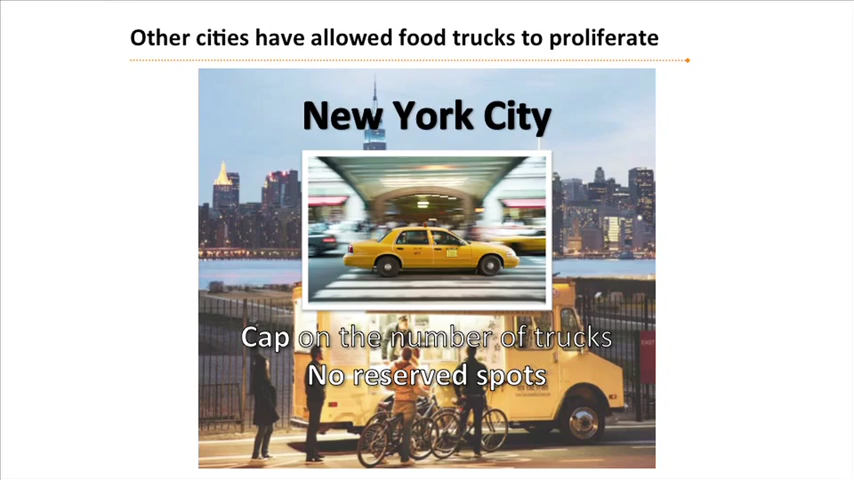 Other cities have allowed food trucks to proliferate
New York City
Cap on the number of trucks
No reserved spots